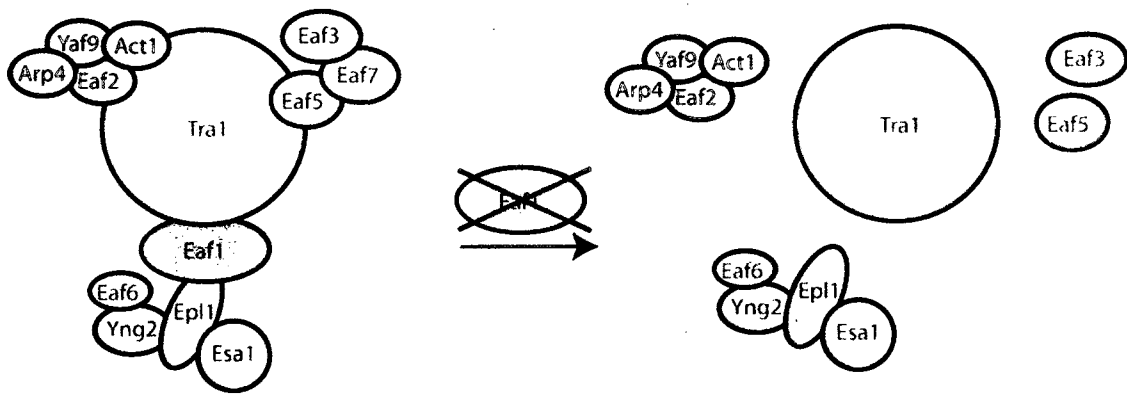 Yaf9 Act1
Arp4 Eaf2
Eaf3
Eaf7
Eaf5
Tra1
Eaf1
Eaf6
Yng2 Epl1
Esa1
Eaf1
Yaf9 Act1
Arp4 Eaf2
Tra1
Eaf3
Eaf5
Eaf6
Yng2 Epl1
Esa1